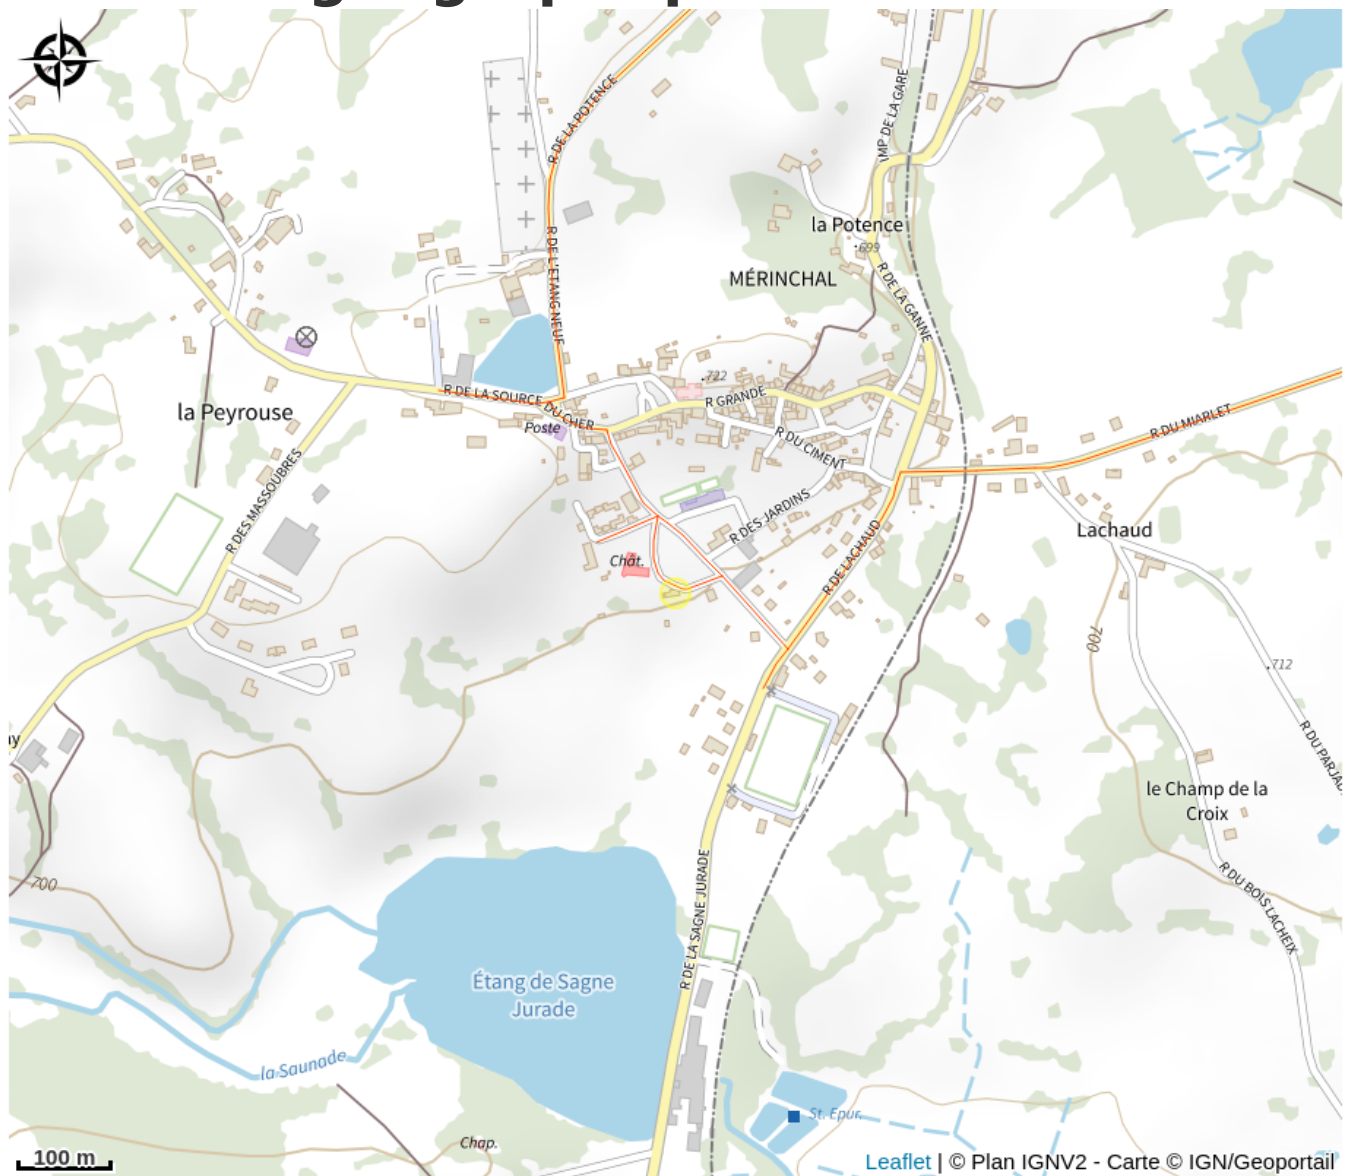 R DE LA POTENCE
IMP DE LA GARE
la Potence
699
R DE L'ETANG NEUF
MÉRINCHAL
R DE LA GANNE
722
R GRANDE
R DE LA SOURCE DU CHER
la Peyrouse
Poste
R DU CIMENT
R DU MIARLET
R DES MASSOUBRES
R DES JARDINS
Lachaud
Chât.
R DE LACHAUD
700
712
R DU PARJAD
le Champ de la
Croix
700
R DE LA SAGNE JURADE
R DU BOIS LACHEIX
Étang de Sagne
Jurade
la Saunade
St. Epur.
Chap.
100 m
Leaflet | © Plan IGNV2 - Carte © IGN/Geoportail